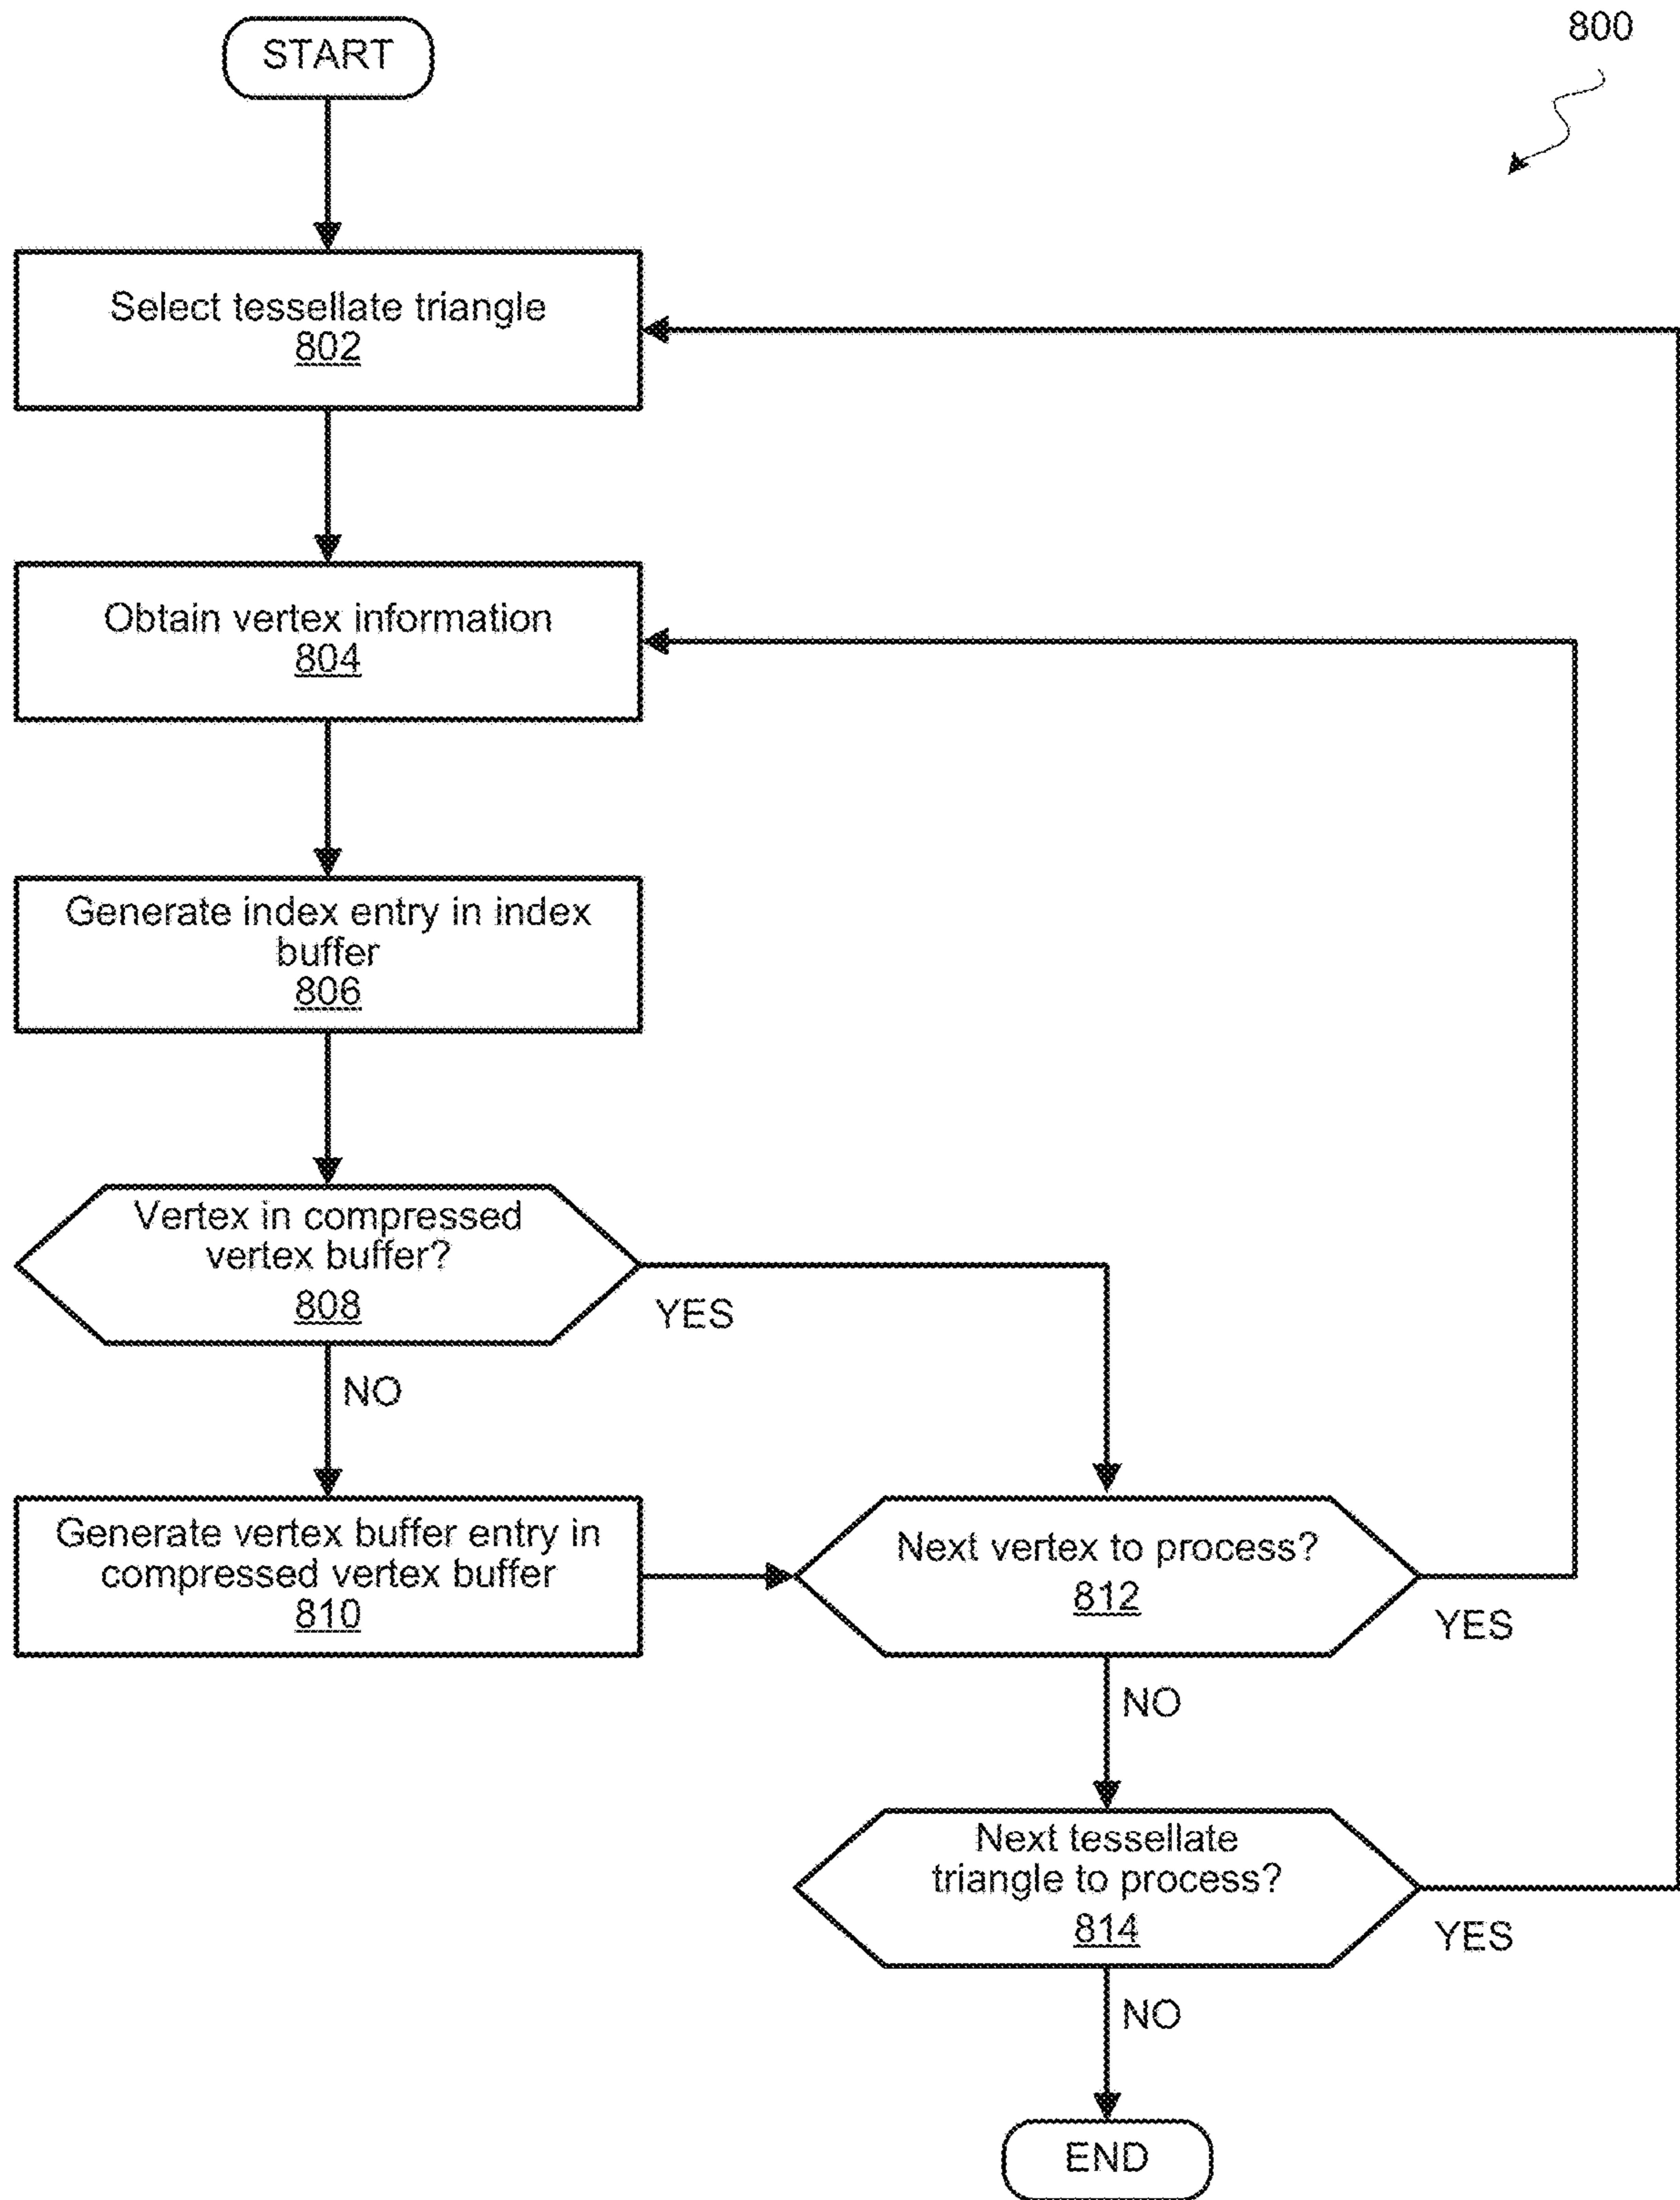 800
START
Select tessellate triangle
802
Obtain vertex information
804
Generate index entry in index
buffer
806
Vertex in compressed
vertex buffer?
808
YES
NO
Generate vertex buffer entry in
compressed vertex buffer
810
Next vertex to process?
812
YES
NO
Next tessellate
triangle to process?
814
YES
NO
END